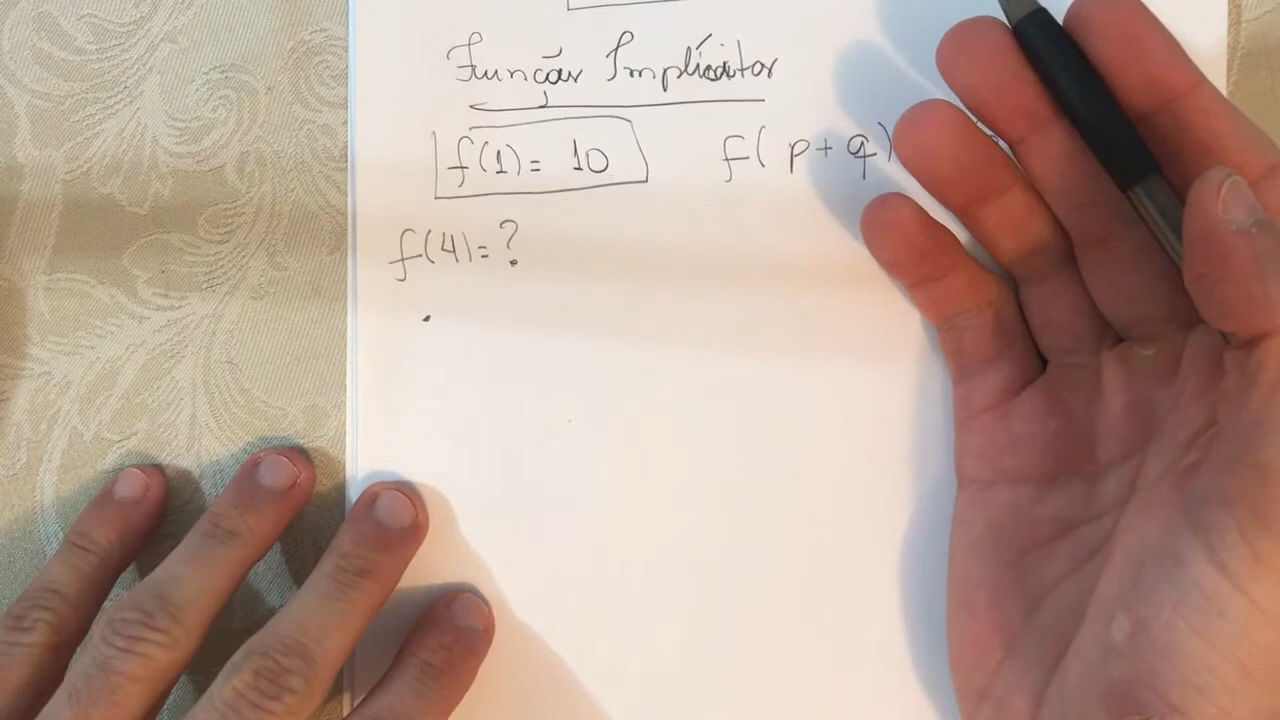 Função Implícita
f(1) = 10 f( p + q )
f(4) = ?